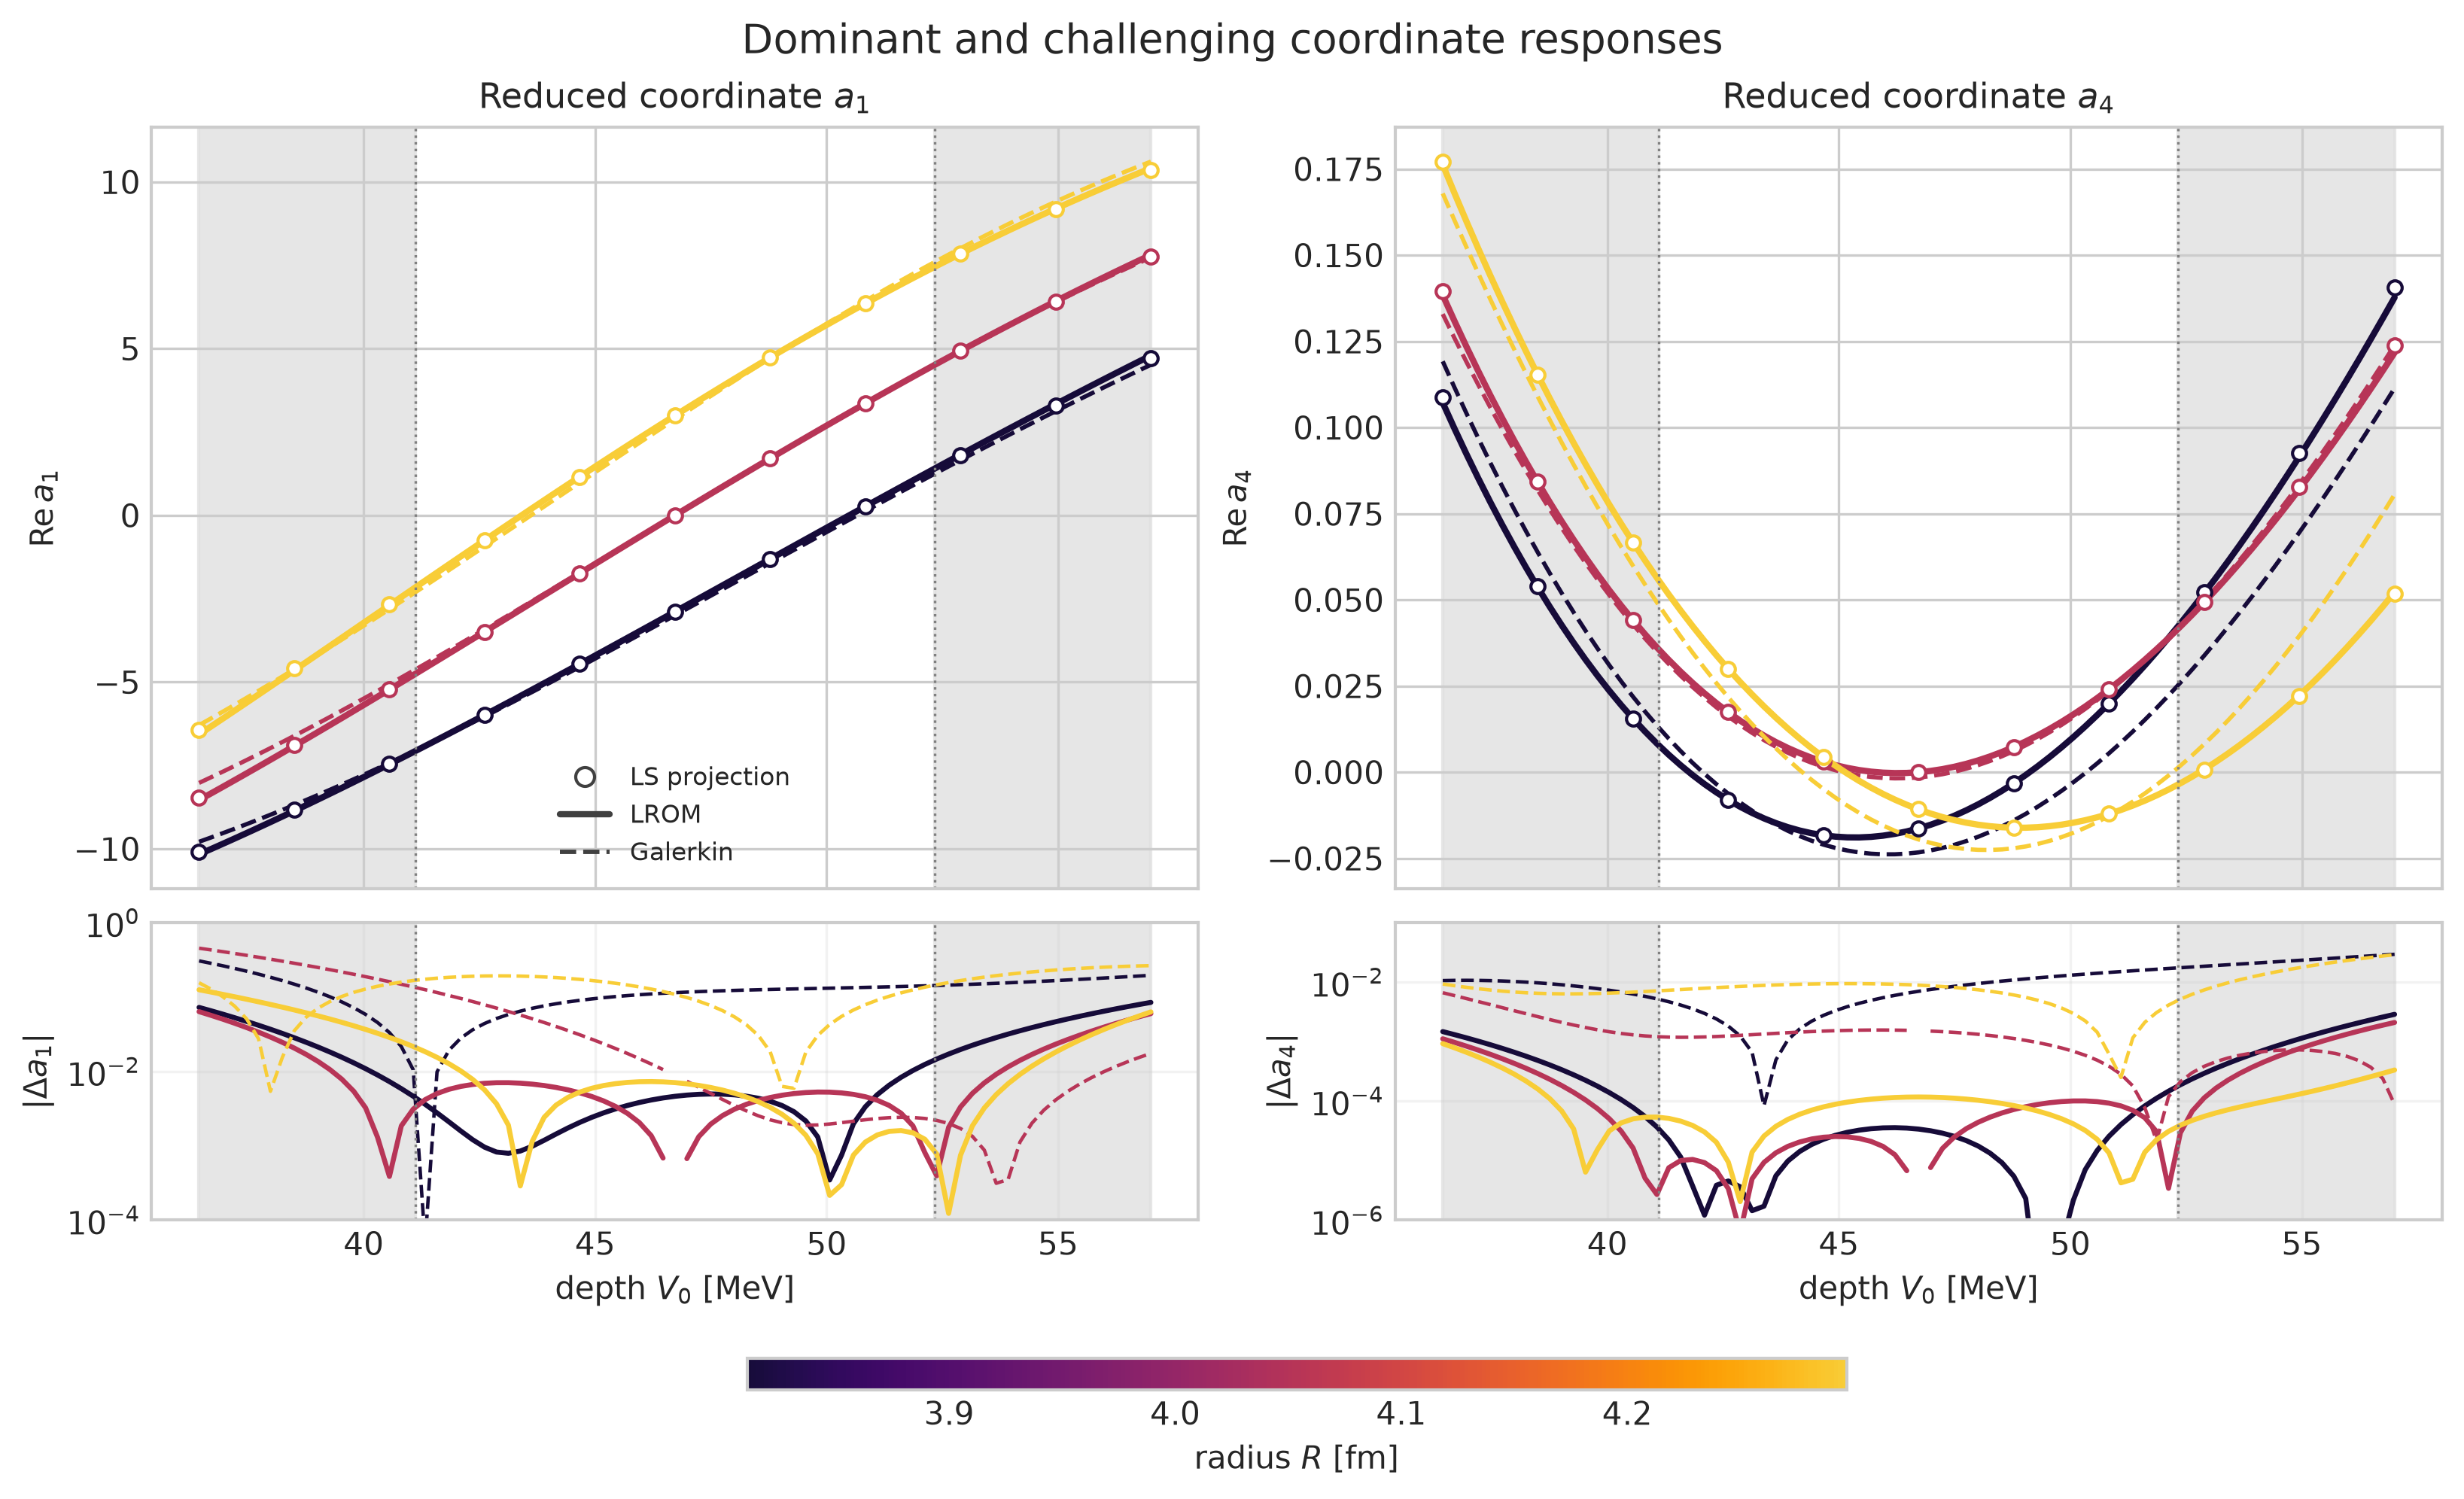 Dominant and challenging coordinate responses
Reduced coordinate a₁
Re a₁
10
5
0
−5
−10
LS projection
LROM
Galerkin
Reduced coordinate a₄
Re a₄
0.175
0.150
0.125
0.100
0.075
0.050
0.025
0.000
−0.025
|Δa₁|
10⁰
10⁻²
10⁻⁴
40 45 50 55
depth V₀ [MeV]
|Δa₄|
10⁻²
10⁻⁴
10⁻⁶
40 45 50 55
depth V₀ [MeV]
3.9 4.0 4.1 4.2
radius R [fm]